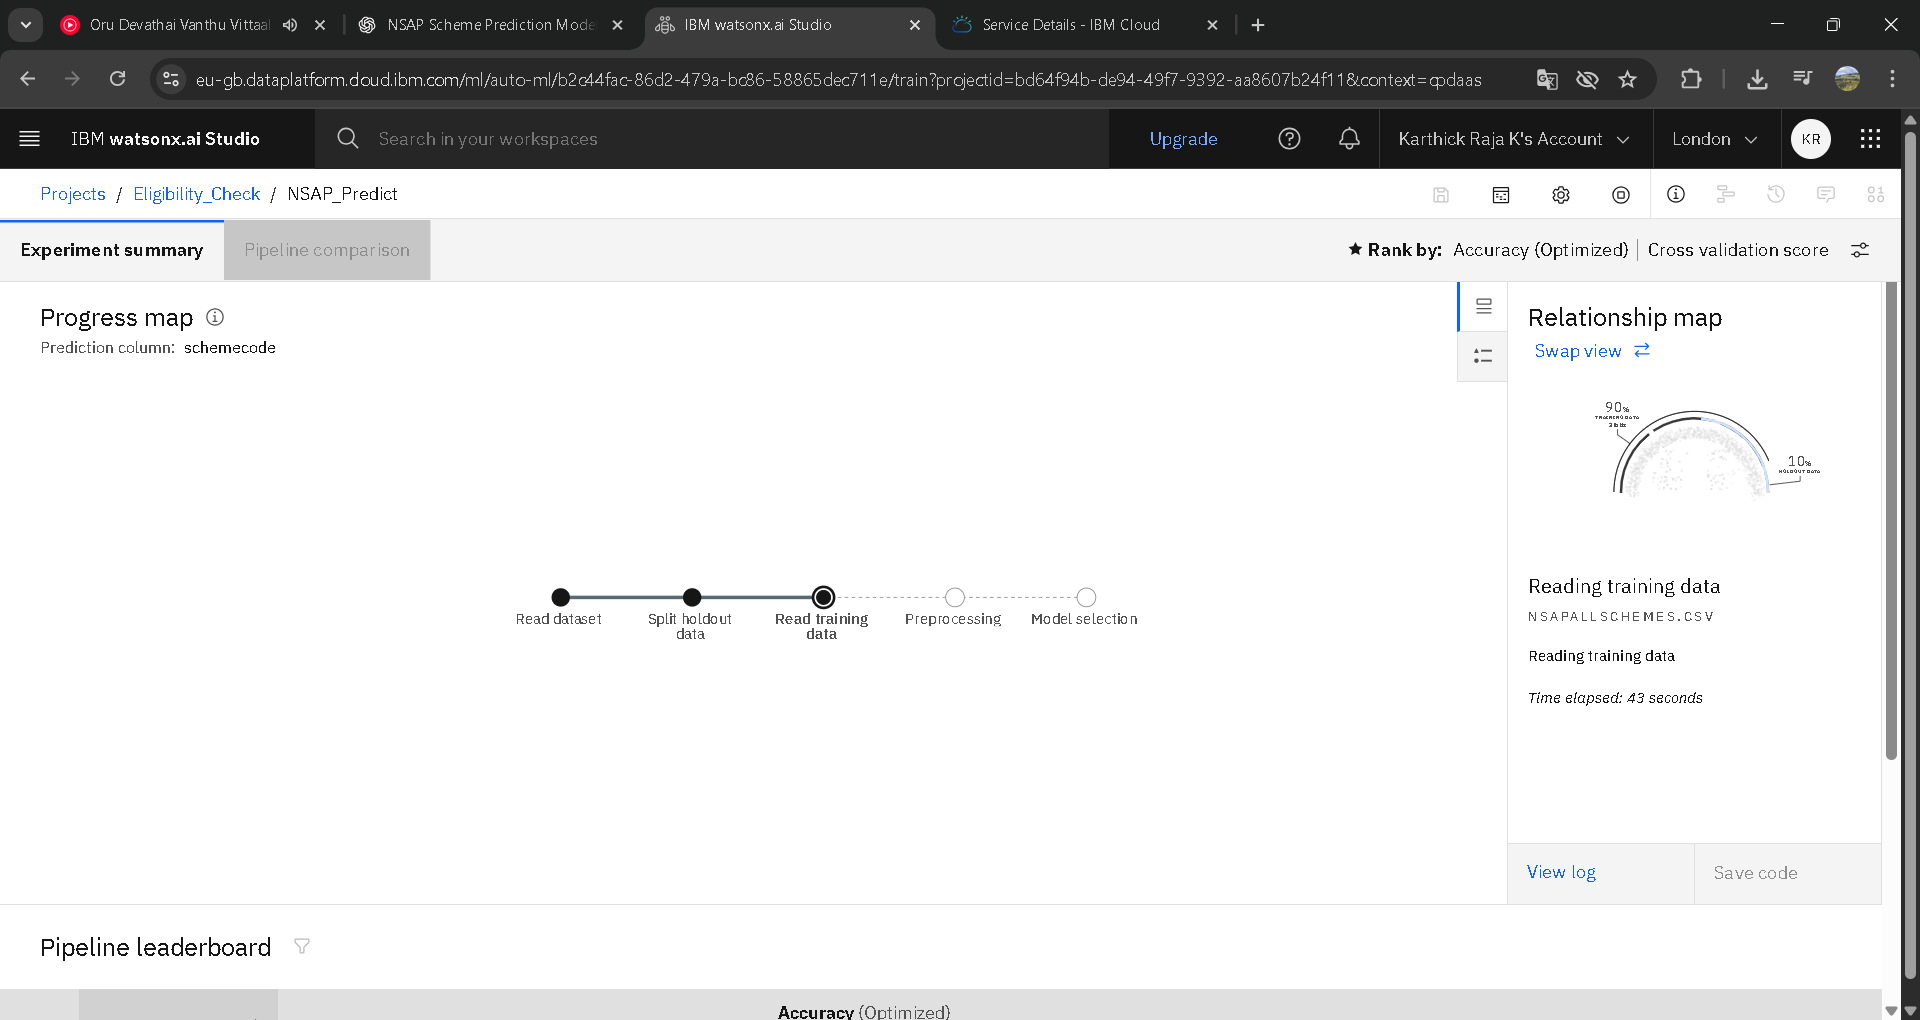 Oru Devathai Vanthu Vittaal
NSAP Scheme Prediction Mode
IBM watsonx.ai Studio
Service Details - IBM Cloud
eu-gb.dataplatform.cloud.ibm.com/ml/auto-ml/b2c44fac-86d2-479a-bc86-58865dec711e/train?projectid=bd64f94b-de94-49f7-9392-aa8607b24f11&context=cpdaas
IBM watsonx.ai Studio
Search in your workspaces
Upgrade
Karthick Raja K's Account
London
KR
Projects / Eligibility_Check / NSAP_Predict
Experiment summary
Pipeline comparison
Rank by: Accuracy (Optimized) | Cross validation score
Progress map
Prediction column: schemecode
Read dataset
Split holdout data
Read training data
Preprocessing
Model selection
Relationship map
Swap view
90%
TRAINING DATA
10%
HOLDOUT DATA
Reading training data
NSAPALLSCHEMES.CSV
Reading training data
Time elapsed: 43 seconds
View log
Save code
Pipeline leaderboard
Accuracy (Optimized)